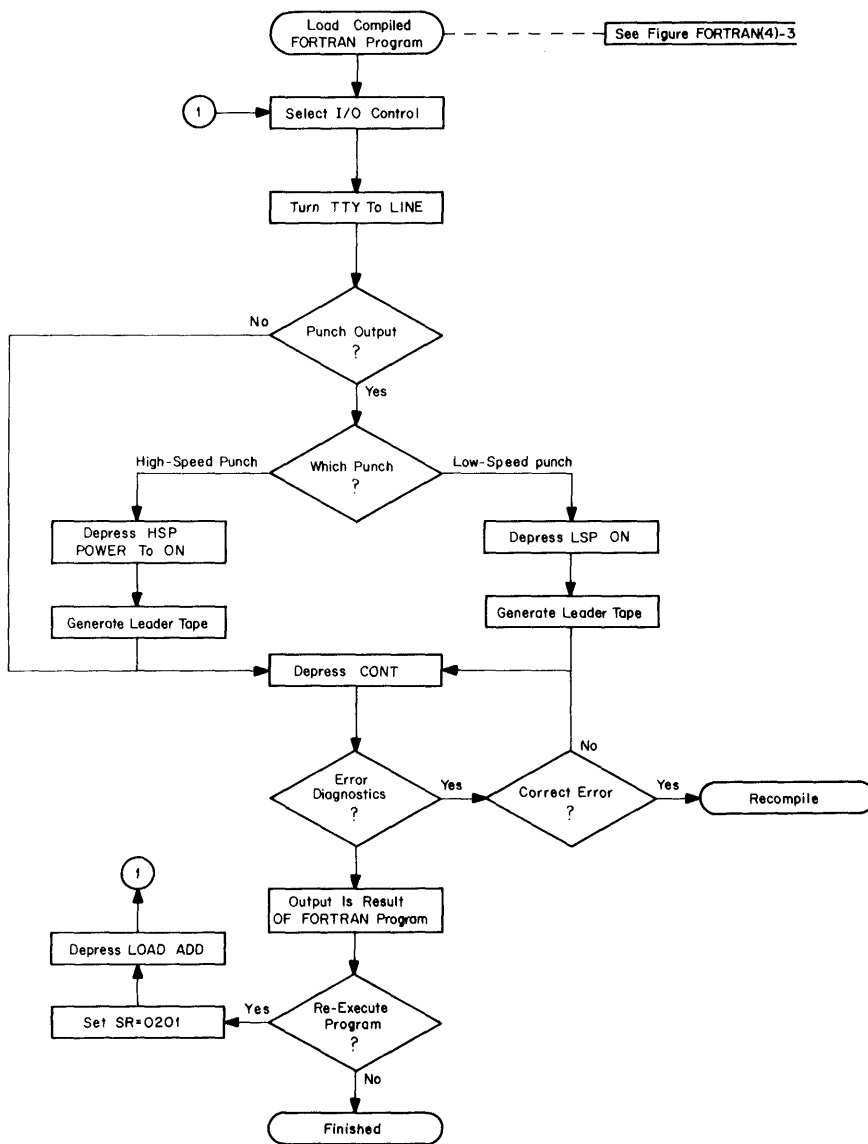 Load Compiled
FORTRAN Program
See Figure FORTRAN(4)-3
1
Select I/O Control
Turn TTY To LINE
No
Punch Output
?
Yes
High-Speed Punch
Which Punch
?
Low-Speed punch
Depress HSP
POWER To ON
Depress LSP ON
Generate Leader Tape
Generate Leader Tape
Depress CONT
No
Error
Diagnostics
?
Yes
Correct Error
?
Yes
Recompile
1
Output Is Result
OF FORTRAN Program
Depress LOAD ADD
Set SR=0201
Yes
Re-Execute
Program
?
No
Finished